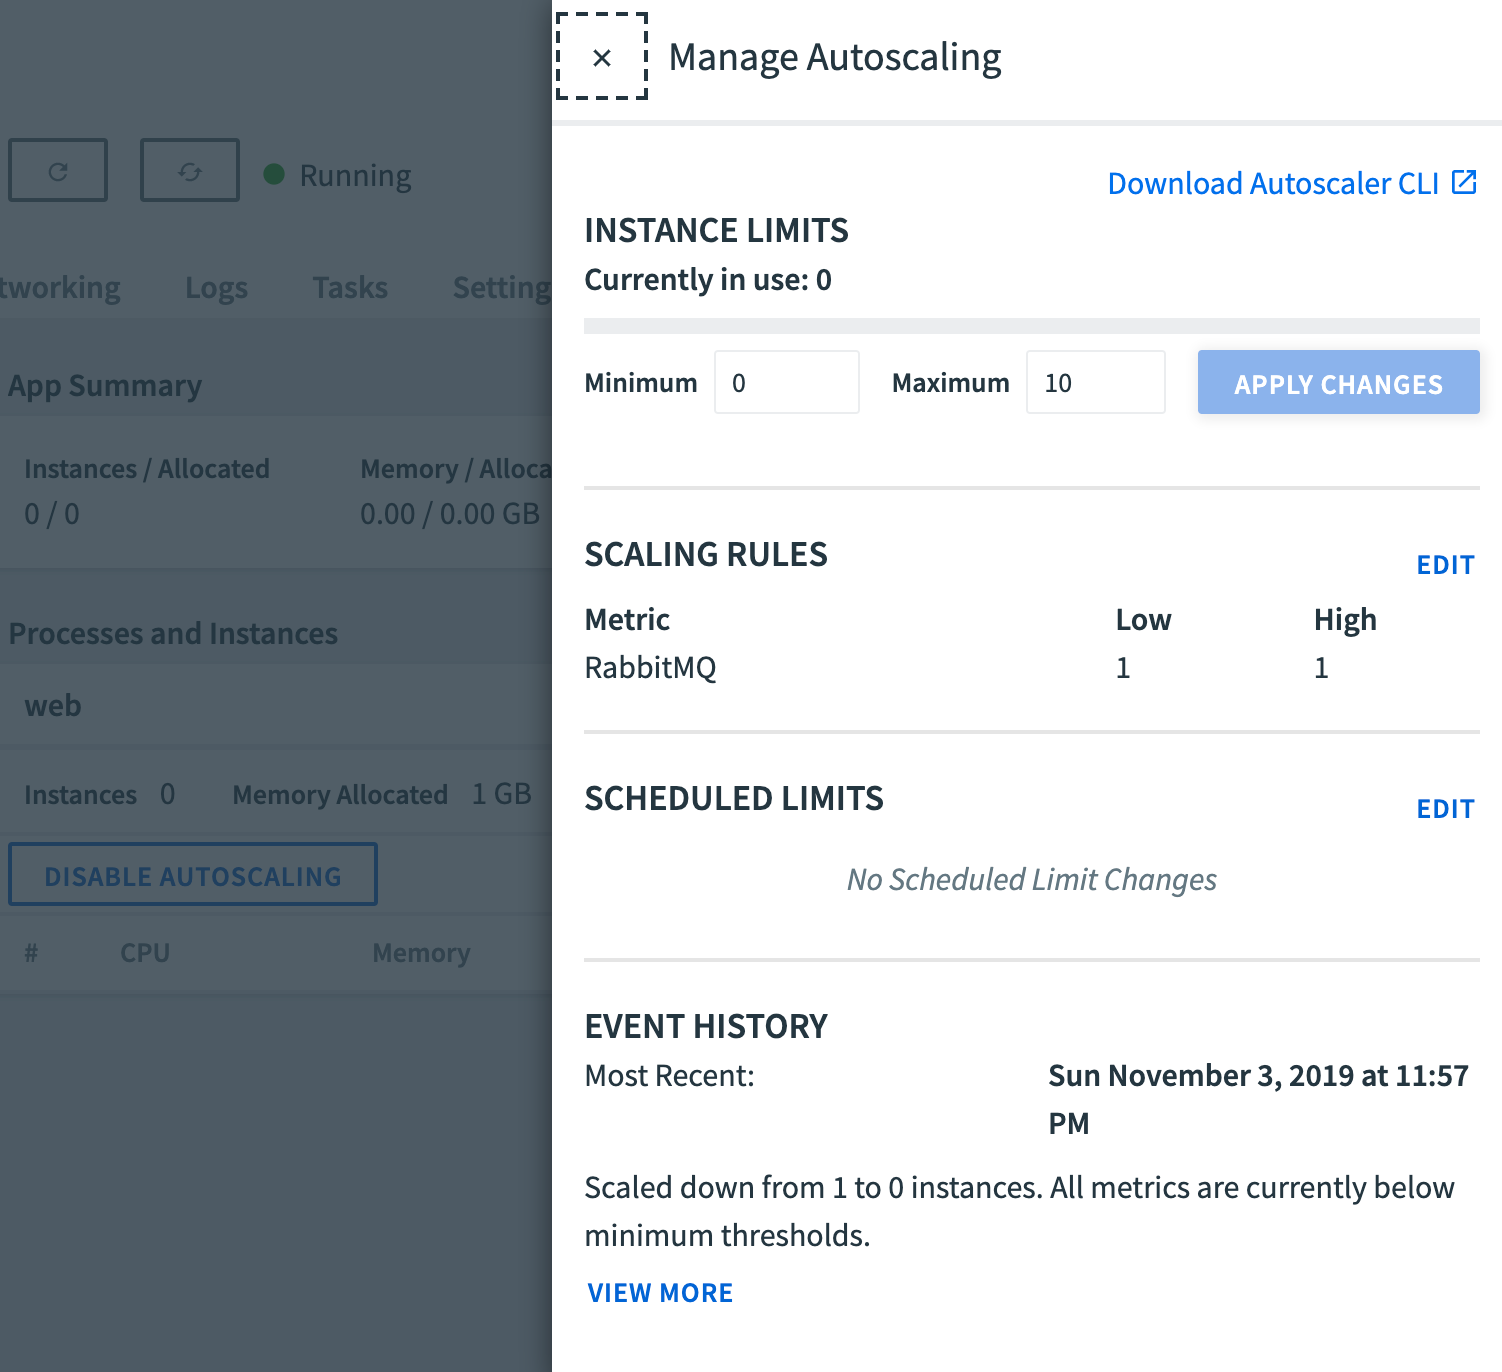 × Manage Autoscaling
Running
tworking Logs Tasks Setting
App Summary
Instances / Allocated Memory / Alloca
0 / 0 0.00 / 0.00 GB
Processes and Instances
web
Instances 0 Memory Allocated 1 GB
DISABLE AUTOSCALING
# CPU Memory
Download Autoscaler CLI
INSTANCE LIMITS
Currently in use: 0
Minimum 0 Maximum 10 APPLY CHANGES
SCALING RULES
EDIT
Metric Low High
RabbitMQ 1 1
SCHEDULED LIMITS
EDIT
No Scheduled Limit Changes
EVENT HISTORY
Most Recent: Sun November 3, 2019 at 11:57
PM
Scaled down from 1 to 0 instances. All metrics are currently below
minimum thresholds.
VIEW MORE